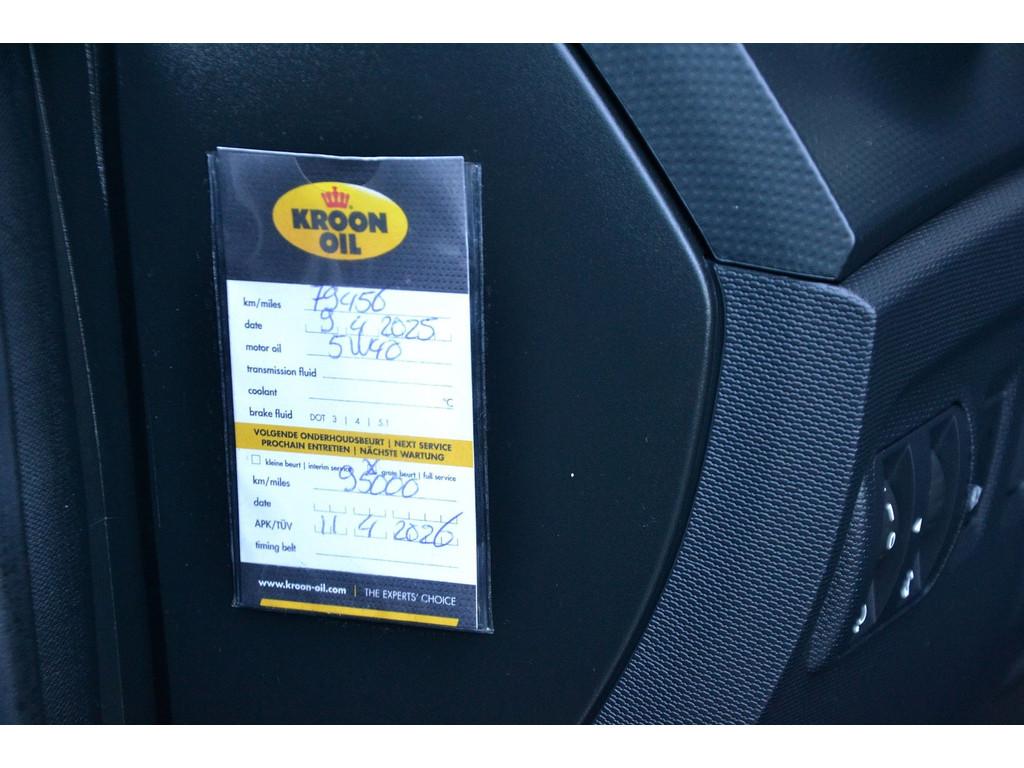 KROON
OIL
km/miles 79456
date 9 4 2025
motor oil 5W40
transmission fluid
coolant °C
brake fluid DOT 3 | 4 | 5.1
VOLGENDE ONDERHOUDSBEURT | NEXT SERVICE
PROCHAIN ENTRETIEN | NÄCHSTE WARTUNG
kleine beurt | interim service X grote beurt | full service
km/miles 95000
date
APK/TÜV 11 4 2026
timing belt
www.kroon-oil.com | THE EXPERTS' CHOICE